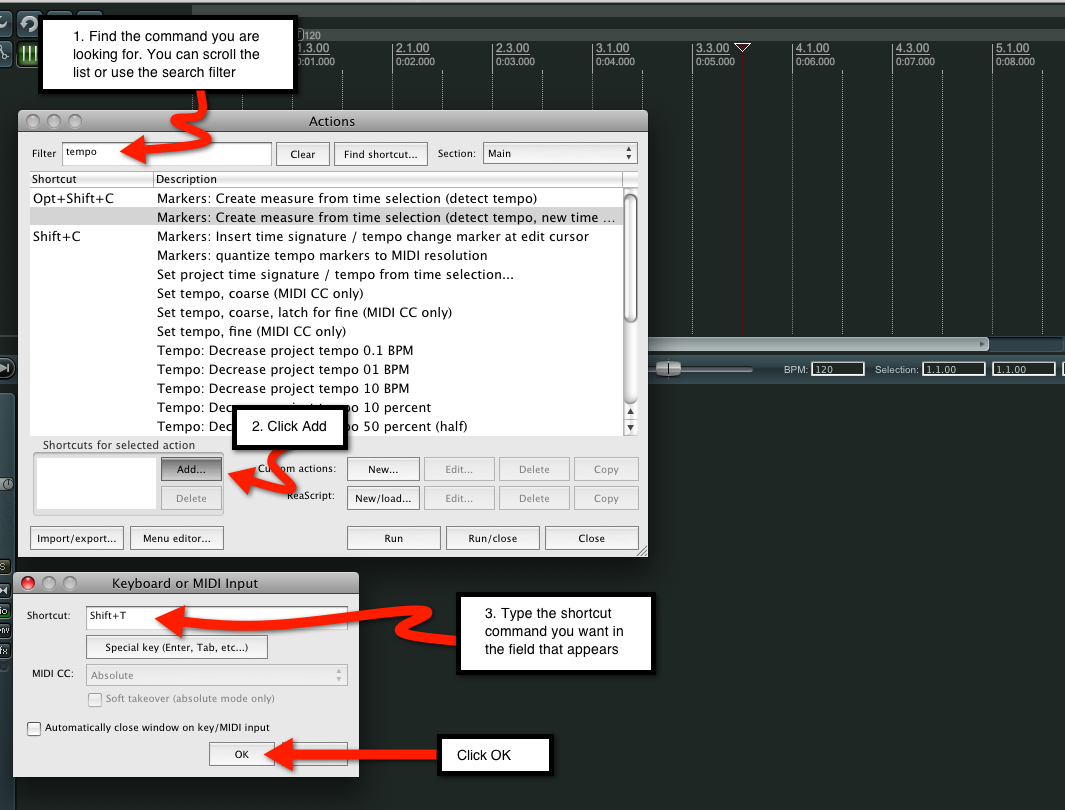 1. Find the command you are
looking for. You can scroll the
list or use the search filter
120
1.3.00 2.1.00 2.3.00 3.1.00 3.3.00 4.1.00 4.3.00 5.1.00
0:01.000 0:02.000 0:03.000 0:04.000 0:05.000 0:06.000 0:07.000 0:08.000
Actions
Filter tempo Clear Find shortcut... Section: Main
Shortcut Description
Opt+Shift+C Markers: Create measure from time selection (detect tempo)
Markers: Create measure from time selection (detect tempo, new time ...
Shift+C Markers: Insert time signature / tempo change marker at edit cursor
Markers: quantize tempo markers to MIDI resolution
Set project time signature / tempo from time selection...
Set tempo, coarse (MIDI CC only)
Set tempo, coarse, latch for fine (MIDI CC only)
Set tempo, fine (MIDI CC only)
Tempo: Decrease project tempo 0.1 BPM
Tempo: Decrease project tempo 01 BPM
Tempo: Decrease project tempo 10 BPM
Tempo: Dec po 10 percent
Tempo: Dec po 50 percent (half)
BPM: 120 Selection: 1.1.00 1.1.00
2. Click Add
Shortcuts for selected action
Add... Custom actions: New... Edit... Delete Copy
Delete ReaScript: New/load... Edit... Delete Copy
Import/export... Menu editor... Run Run/close Close
Keyboard or MIDI Input
Shortcut: Shift+T
Special key (Enter, Tab, etc...)
MIDI CC: Absolute
Soft takeover (absolute mode only)
Automatically close window on key/MIDI input
OK
3. Type the shortcut
command you want in
the field that appears
Click OK